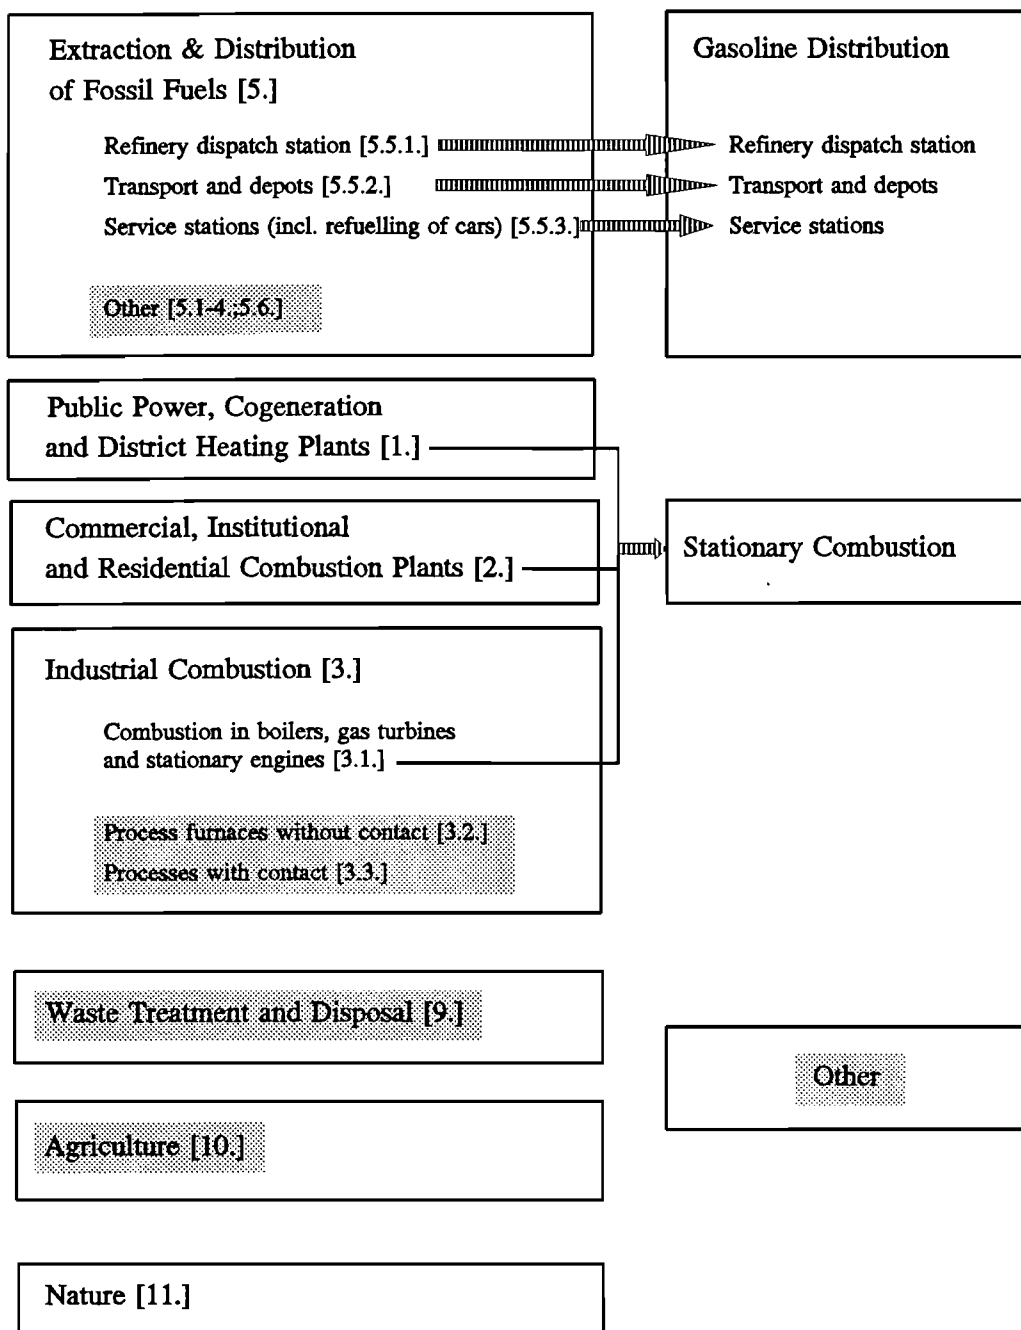 Extraction & Distribution
of Fossil Fuels [5.]
Refinery dispatch station [5.5.1.]
Transport and depots [5.5.2.]
Service stations (incl. refuelling of cars) [5.5.3.]
Other [5.1-4.;5.6.]
Gasoline Distribution
Refinery dispatch station
Transport and depots
Service stations
Public Power, Cogeneration
and District Heating Plants [1.]
Commercial, Institutional
and Residential Combustion Plants [2.]
Stationary Combustion
Industrial Combustion [3.]
Combustion in boilers, gas turbines
and stationary engines [3.1.]
Process furnaces without contact [3.2.]
Processes with contact [3.3.]
Waste Treatment and Disposal [9.]
Other
Agriculture [10.]
Nature [11.]